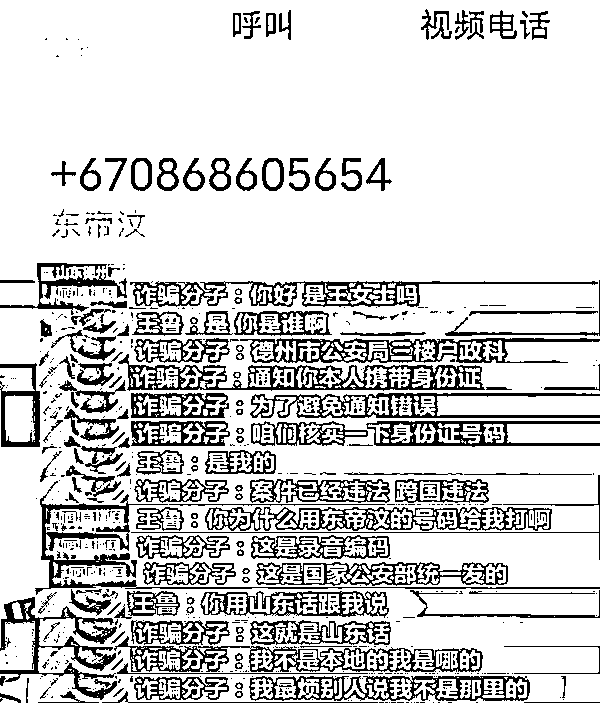 呼叫 视频电话
+670868605654
东帝汶
山东德州
诈骗分子：你好 是王女士吗
王鲁：是 你是谁啊
诈骗分子：德州市公安局三楼户政科
诈骗分子：通知你本人携带身份证
诈骗分子：为了避免通知错误
诈骗分子：咱们核实一下身份证号码
王鲁：是我的
诈骗分子：案件已经违法 跨国违法
王鲁：你为什么用东帝汶的号码给我打啊
诈骗分子：这是录音编码
诈骗分子：这是国家公安部统一发的
王鲁：你用山东话跟我说
诈骗分子：这就是山东话
诈骗分子：我不是本地的我是哪的
诈骗分子：我最烦别人说我不是那里的